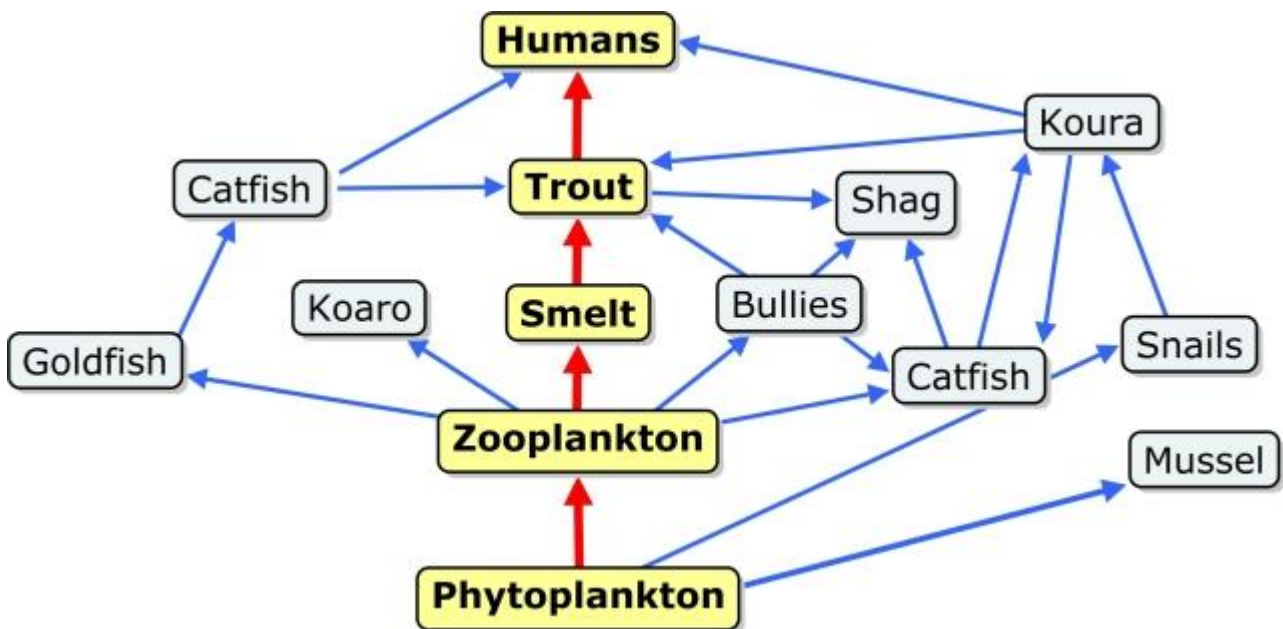 Humans
Koura
Catfish
Trout
Shag
Koaro
Smelt
Bullies
Goldfish
Catfish
Snails
Zooplankton
Mussel
Phytoplankton